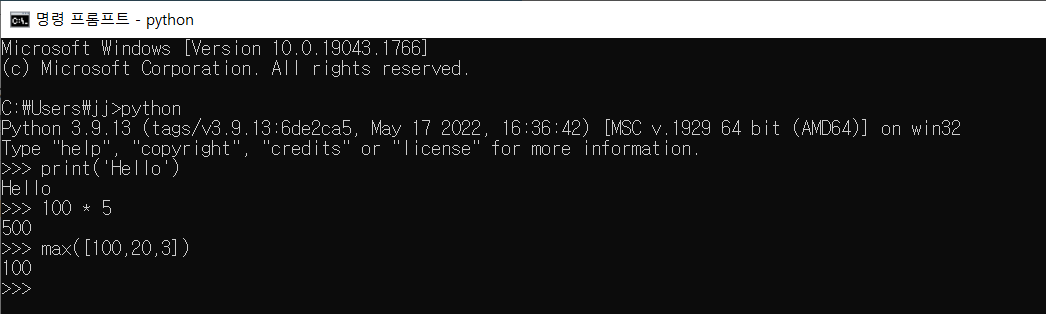 명령 프롬프트 - python
Microsoft Windows [Version 10.0.19043.1766]
(c) Microsoft Corporation. All rights reserved.
C:₩Users₩jj>python
Python 3.9.13 (tags/v3.9.13:6de2ca5, May 17 2022, 16:36:42) [MSC v.1929 64 bit (AMD64)] on win32
Type "help", "copyright", "credits" or "license" for more information.
>>> print('Hello')
Hello
>>> 100 * 5
500
>>> max([100,20,3])
100
>>>